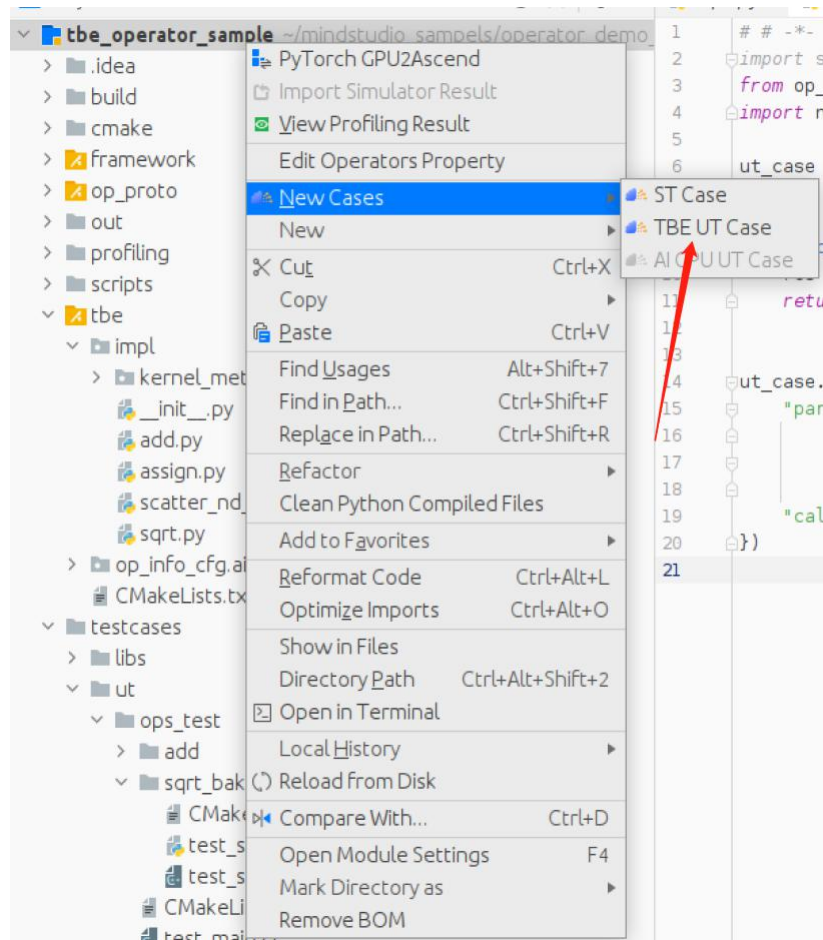 tbe_operator_sample ~/mindstudio_sampels/operator_demo_
.idea
build
cmake
framework
op_proto
out
profiling
scripts
tbe
impl
kernel_met
__init__.py
add.py
assign.py
scatter_nd_
sqrt.py
op_info_cfg.ai
CMakeLists.tx
testcases
libs
ut
ops_test
add
sqrt_bak
CMake
test_s
test_s
CMakeLi
PyTorch GPU2Ascend
Import Simulator Result
View Profiling Result
Edit Operators Property
New Cases
New
Cut Ctrl+X
Copy
Paste Ctrl+V
Find Usages Alt+Shift+7
Find in Path... Ctrl+Shift+F
Replace in Path... Ctrl+Shift+R
Refactor
Clean Python Compiled Files
Add to Favorites
Reformat Code Ctrl+Alt+L
Optimize Imports Ctrl+Alt+O
Show in Files
Directory Path Ctrl+Alt+Shift+2
Open in Terminal
Local History
Reload from Disk
Compare With... Ctrl+D
Open Module Settings F4
Mark Directory as
Remove BOM
ST Case
TBE UT Case
AI CPU UT Case
1 # # -*-
2 import s
3 from op_
4 import n
5
6 ut_case
11 retu
12
13
14 ut_case.
15 "par
16
17
18
19 "cal
20 })
21